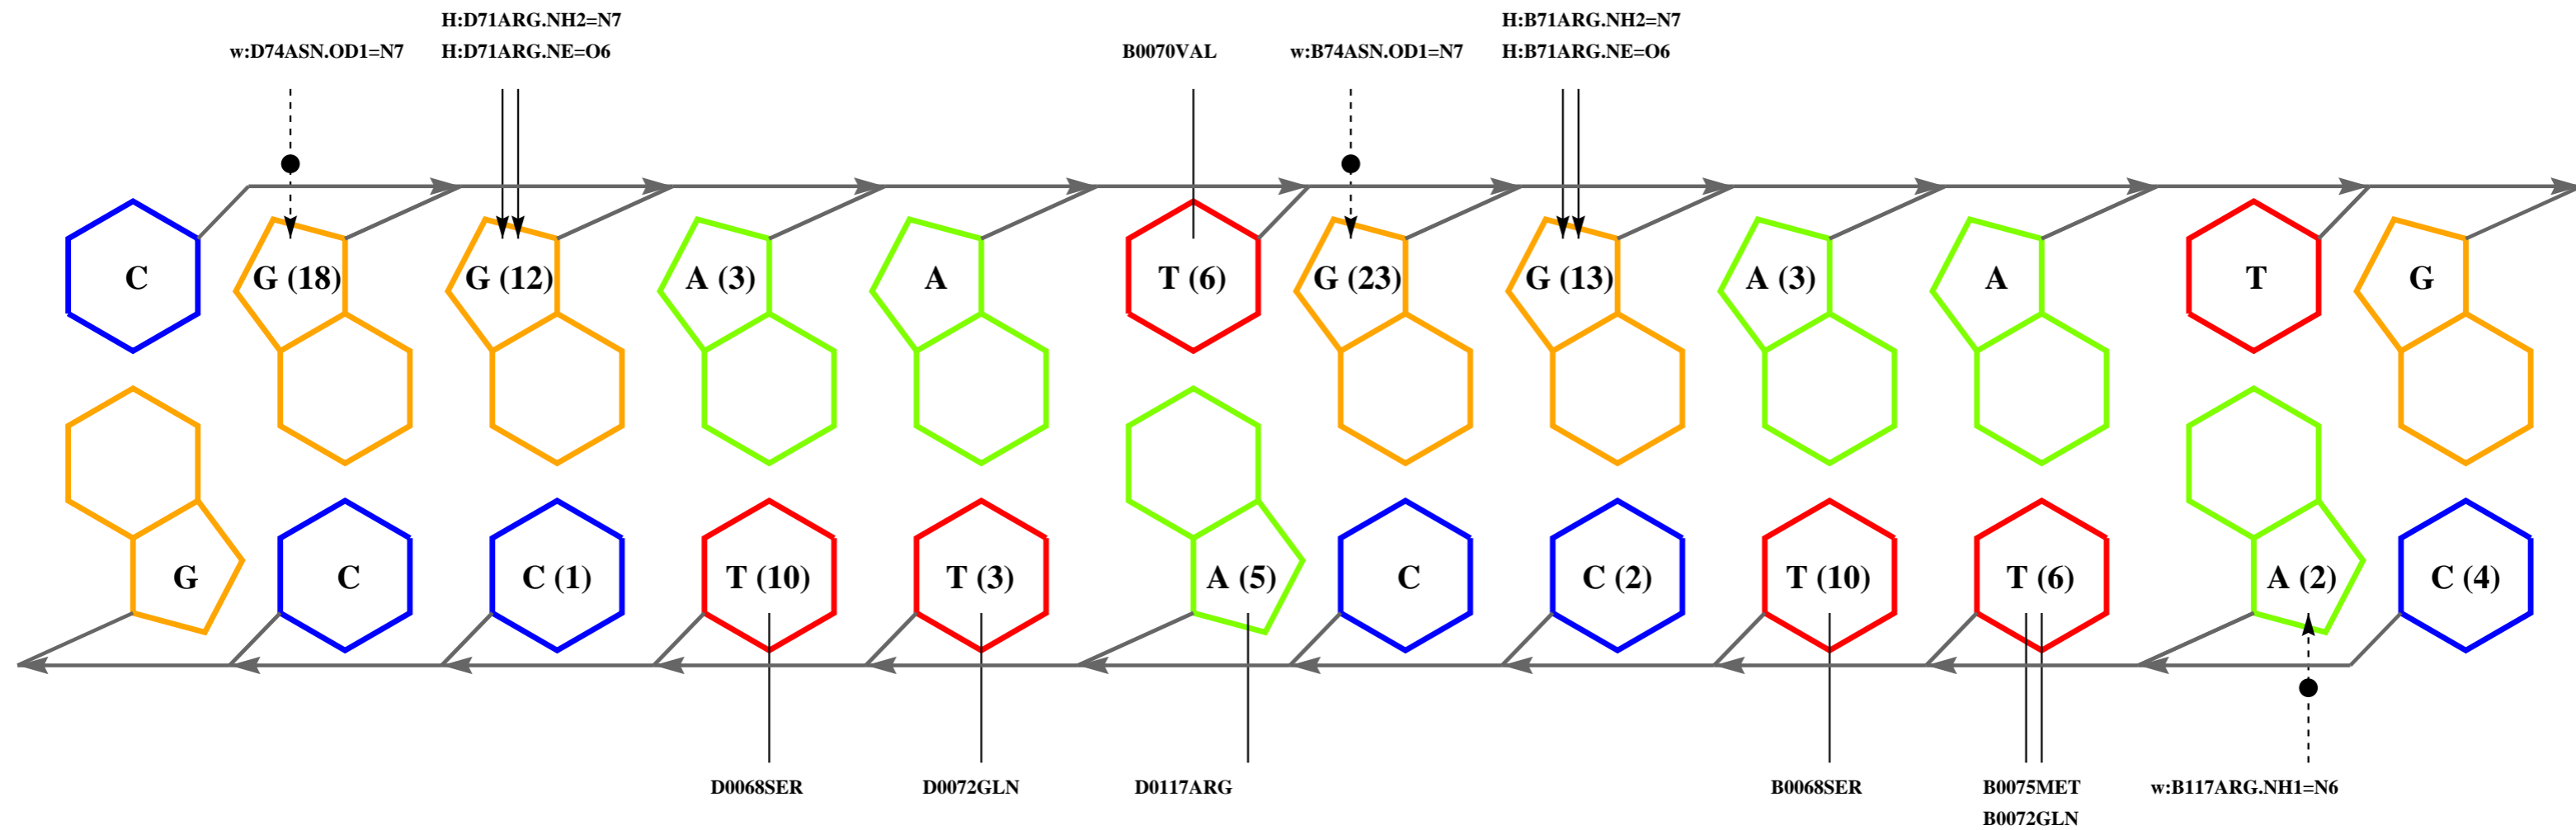 H:D71ARG.NH2=N7 H:B71ARG.NH2=N7
w:D74ASN.OD1=N7 H:D71ARG.NE=O6 B0070VAL w:B74ASN.OD1=N7 H:B71ARG.NE=O6
C G (18) G (12) A (3) A T (6) G (23) G (13) A (3) A T G
G C C (1) T (10) T (3) A (5) C C (2) T (10) T (6) A (2) C (4)
D0068SER D0072GLN D0117ARG B0068SER B0075MET w:B117ARG.NH1=N6
B0072GLN